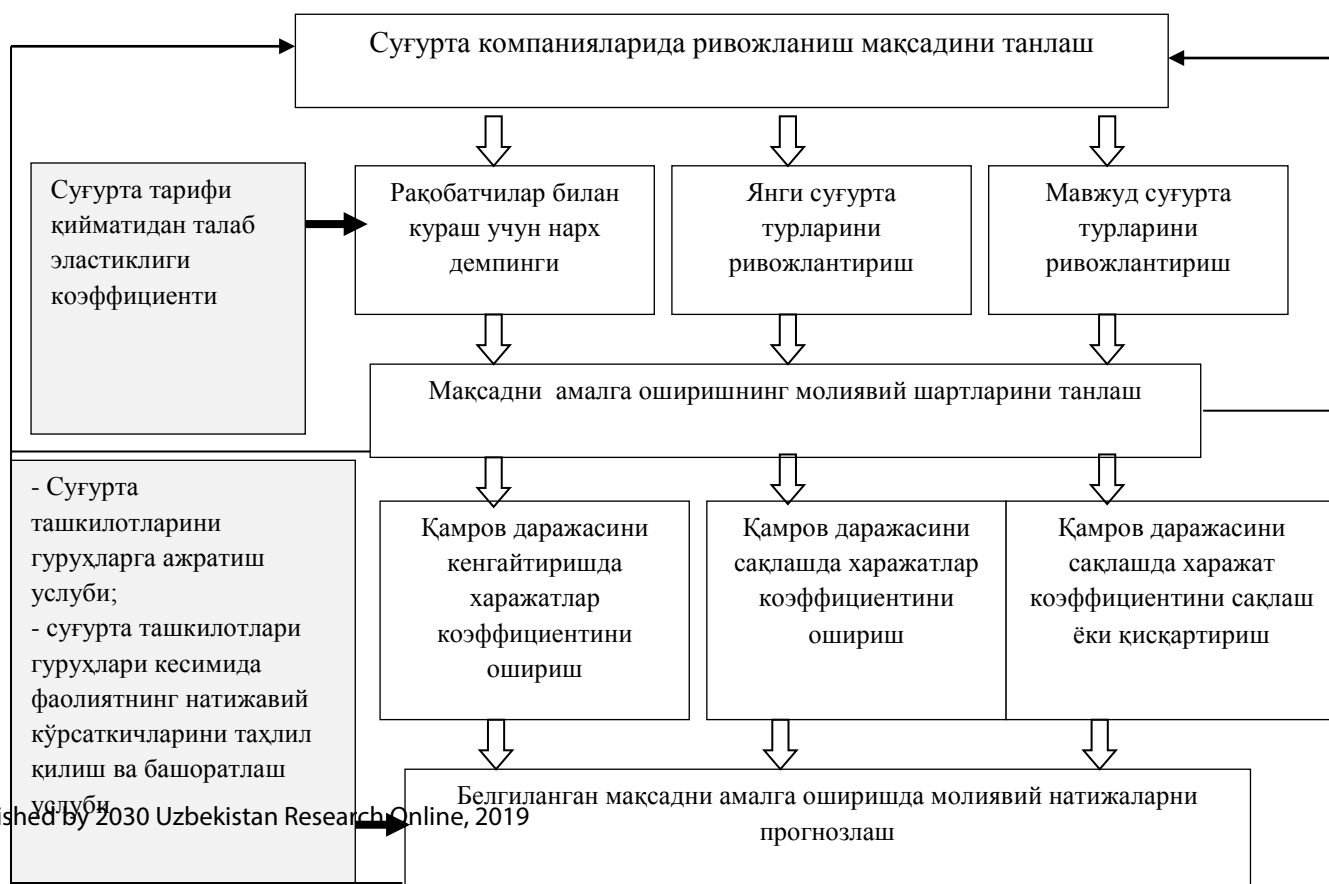 Суғурта компанияларида ривожланиш мақсадини танлаш
Суғурта тарифи
қийматидан талаб
эластиклиги
коэффициенти
Рақобатчилар билан
кураш учун нарх
демпинги
Янги суғурта
турларини
ривожлантириш
Мавжуд суғурта
турларини
ривожлантириш
Мақсадни амалга оширишнинг молиявий шартларини танлаш
- Суғурта
ташкилотларини
гуруҳларга ажратиш
услуби;
- суғурта ташкилотлари
гуруҳлари кесимида
фаолиятнинг натижавий
кўрсаткичларини таҳлил
қилиш ва башоратлаш
услуби.
Қамров даражасини
кенгайтиришда
харажатлар
коэффициентини
ошириш
Қамров даражасини
сақлашда харажатлар
коэффициентини
ошириш
Қамров даражасини
сақлашда харажат
коэффициентини сақлаш
ёки қисқартириш
Белгиланган мақсадни амалга оширишда молиявий натижаларни
прогнозлаш
ished by 2030 Uzbekistan Research Online, 2019